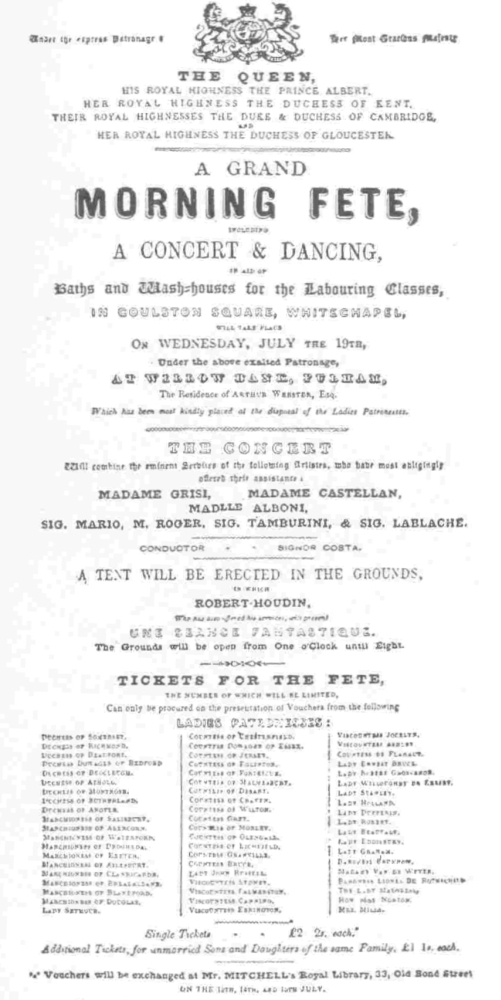 Under the express Patronage of Her Most Gracious Majesty
THE QUEEN,
HIS ROYAL HIGHNESS THE PRINCE ALBERT,
HER ROYAL HIGHNESS THE DUCHESS OF KENT,
THEIR ROYAL HIGHNESSES THE DUKE & DUCHESS OF CAMBRIDGE,
AND
HER ROYAL HIGHNESS THE DUCHESS OF GLOUCESTER.
A GRAND
MORNING FETE,
INCLUDING
A CONCERT & DANCING,
IN AID OF
Baths and Wash-houses for the Labouring Classes,
IN GOULSTON SQUARE, WHITECHAPEL,
WILL TAKE PLACE
ON WEDNESDAY, JULY THE 19TH,
Under the above exalted Patronage,
AT WILLOW BANK, FULHAM,
The Residence of ARTHUR WEBSTER, Esq.
Which has been most kindly placed at the disposal of the Ladies Patronesses.
THE CONCERT
Will combine the eminent Services of the following Artistes, who have most obligingly
offered their assistance:
MADAME GRISI, MADAME CASTELLAN,
MADLLE ALBONI,
SIG. MARIO, M. ROGER, SIG. TAMBURINI, & SIG. LABLACHE.
CONDUCTOR - - SIGNOR COSTA.
A TENT WILL BE ERECTED IN THE GROUNDS,
IN WHICH
ROBERT-HOUDIN,
Who has also offered his services, will present
UNE SEANCE FANTASTIQUE.
The Grounds will be open from One o'Clock until Eight.
TICKETS FOR THE FETE,
THE NUMBER OF WHICH WILL BE LIMITED,
Can only be procured on the presentation of Vouchers from the following
LADIES PATRONESSES:
DUCHESS OF SOMERSET.
DUCHESS OF RICHMOND.
DUCHESS OF BEAUFORT.
DUCHESS DOWAGER OF BEDFORD
DUCHESS OF BUCCLEUCH.
DUCHESS OF ATHOLL.
DUCHESS OF MONTROSE.
DUCHESS OF SUTHERLAND.
DUCHESS OF ARGYLL.
MARCHIONESS OF SALISBURY.
MARCHIONESS OF ABERCORN.
MARCHIONESS OF WATERFORD.
MARCHIONESS OF DROGHEDA.
MARCHIONESS OF EXETER.
MARCHIONESS OF AILESBURY.
MARCHIONESS OF CLANRICARDE.
MARCHIONESS OF BREADALBANE.
MARCHIONESS OF BLANDFORD.
MARCHIONESS OF DOUGLAS.
LADY SEYMOUR.
COUNTESS OF CHESTERFIELD.
COUNTESS DOWAGER OF ESSEX.
COUNTESS OF JERSEY.
COUNTESS OF
COUNTESS OF FORTESCUE.
COUNTESS OF MALMESBURY.
COUNTESS OF DESART.
COUNTESS OF CRAVEN.
COUNTESS OF WILTON.
COUNTESS GREY.
COUNTESS OF MORLEY.
COUNTESS OF GLENGALL.
COUNTESS OF LICHFIELD.
COUNTESS GRANVILLE.
COUNTESS BRUCE.
LADY JOHN RUSSELL.
VISCOUNTESS SYDNEY.
VISCOUNTESS PALMERSTON.
VISCOUNTESS CANNING.
VISCOUNTESS EBRINGTON.
VISCOUNTESS JOCELYN.
VISCOUNTESS ASHLEY
COUNTESS DE FLAHAUT.
LADY ERNEST BRUCE.
LADY ROBERT GROSVENOR.
LADY WILLOUGHBY DE ERESBY.
LADY STANLEY.
LADY HOLLAND.
LADY DUFFERIN.
LADY
LADY
LADY
LADY GRAHAM.
BARONESS
MADAME VAN DE WEYER.
BARONESS LIONEL DE ROTHSCHILD
THE LADY MAYORESS.
HON MRS NORTON.
MRS. MILLS.
Single Tickets - - £2 2s. each.
Additional Tickets, for unmarried Sons and Daughters of the same Family, £1 1s. each.
Vouchers will be exchanged at Mr. MITCHELL's Royal Library, 33, Old Bond Street
ON THE 12TH, 14TH, AND 15TH JULY.